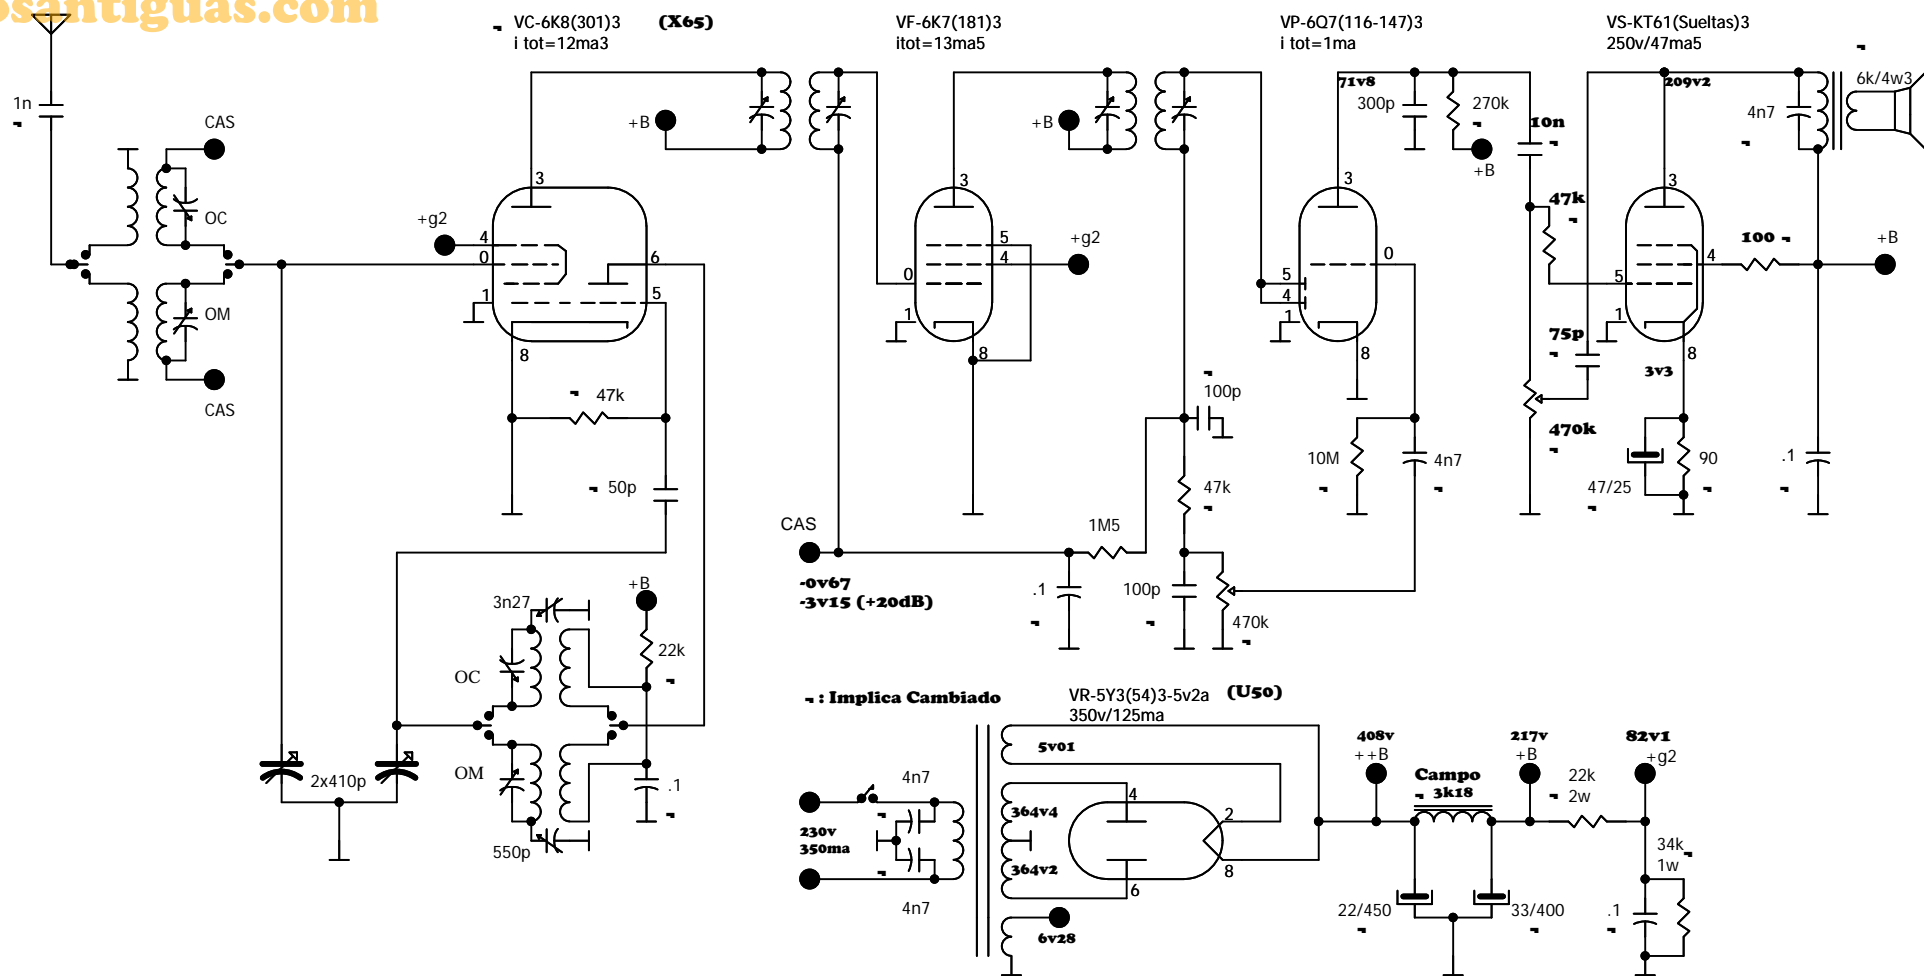 osantiguas.com
VC-6K8(301)3 (X65)
i tot=12ma3
VF-6K7(181)3
itot=13ma5
VP-6Q7(116-147)3
i tot=1ma
VS-KT61(Sueltas)3
250v/47ma5
1n
CAS
OC
OM
CAS
+g2
3
4
0
1
6
5
8
47k
50p
+B
3
5
4
0
1
8
+g2
+B
71v8
300p
270k
+B
10n
3
0
5
4
1
8
47k
75p
470k
209v2
4n7
6k/4w3
3
4
5
1
8
100
+B
3v3
47/25
90
.1
100p
10M
4n7
47k
CAS
1M5
-0v67
-3v15 (+20dB)
.1
100p
470k
3n27
+B
22k
OC
OM
550p
.1
2x410p
¬ : Implica Cambiado
VR-5Y3(54)3-5v2a (U50)
350v/125ma
5v01
4n7
230v
350ma
4n7
364v4
364v2
6v28
4
2
8
6
408v
++B
217v
+B
82v1
+g2
Campo
3k18
22k
2w
34k
1w
22/450
33/400
.1